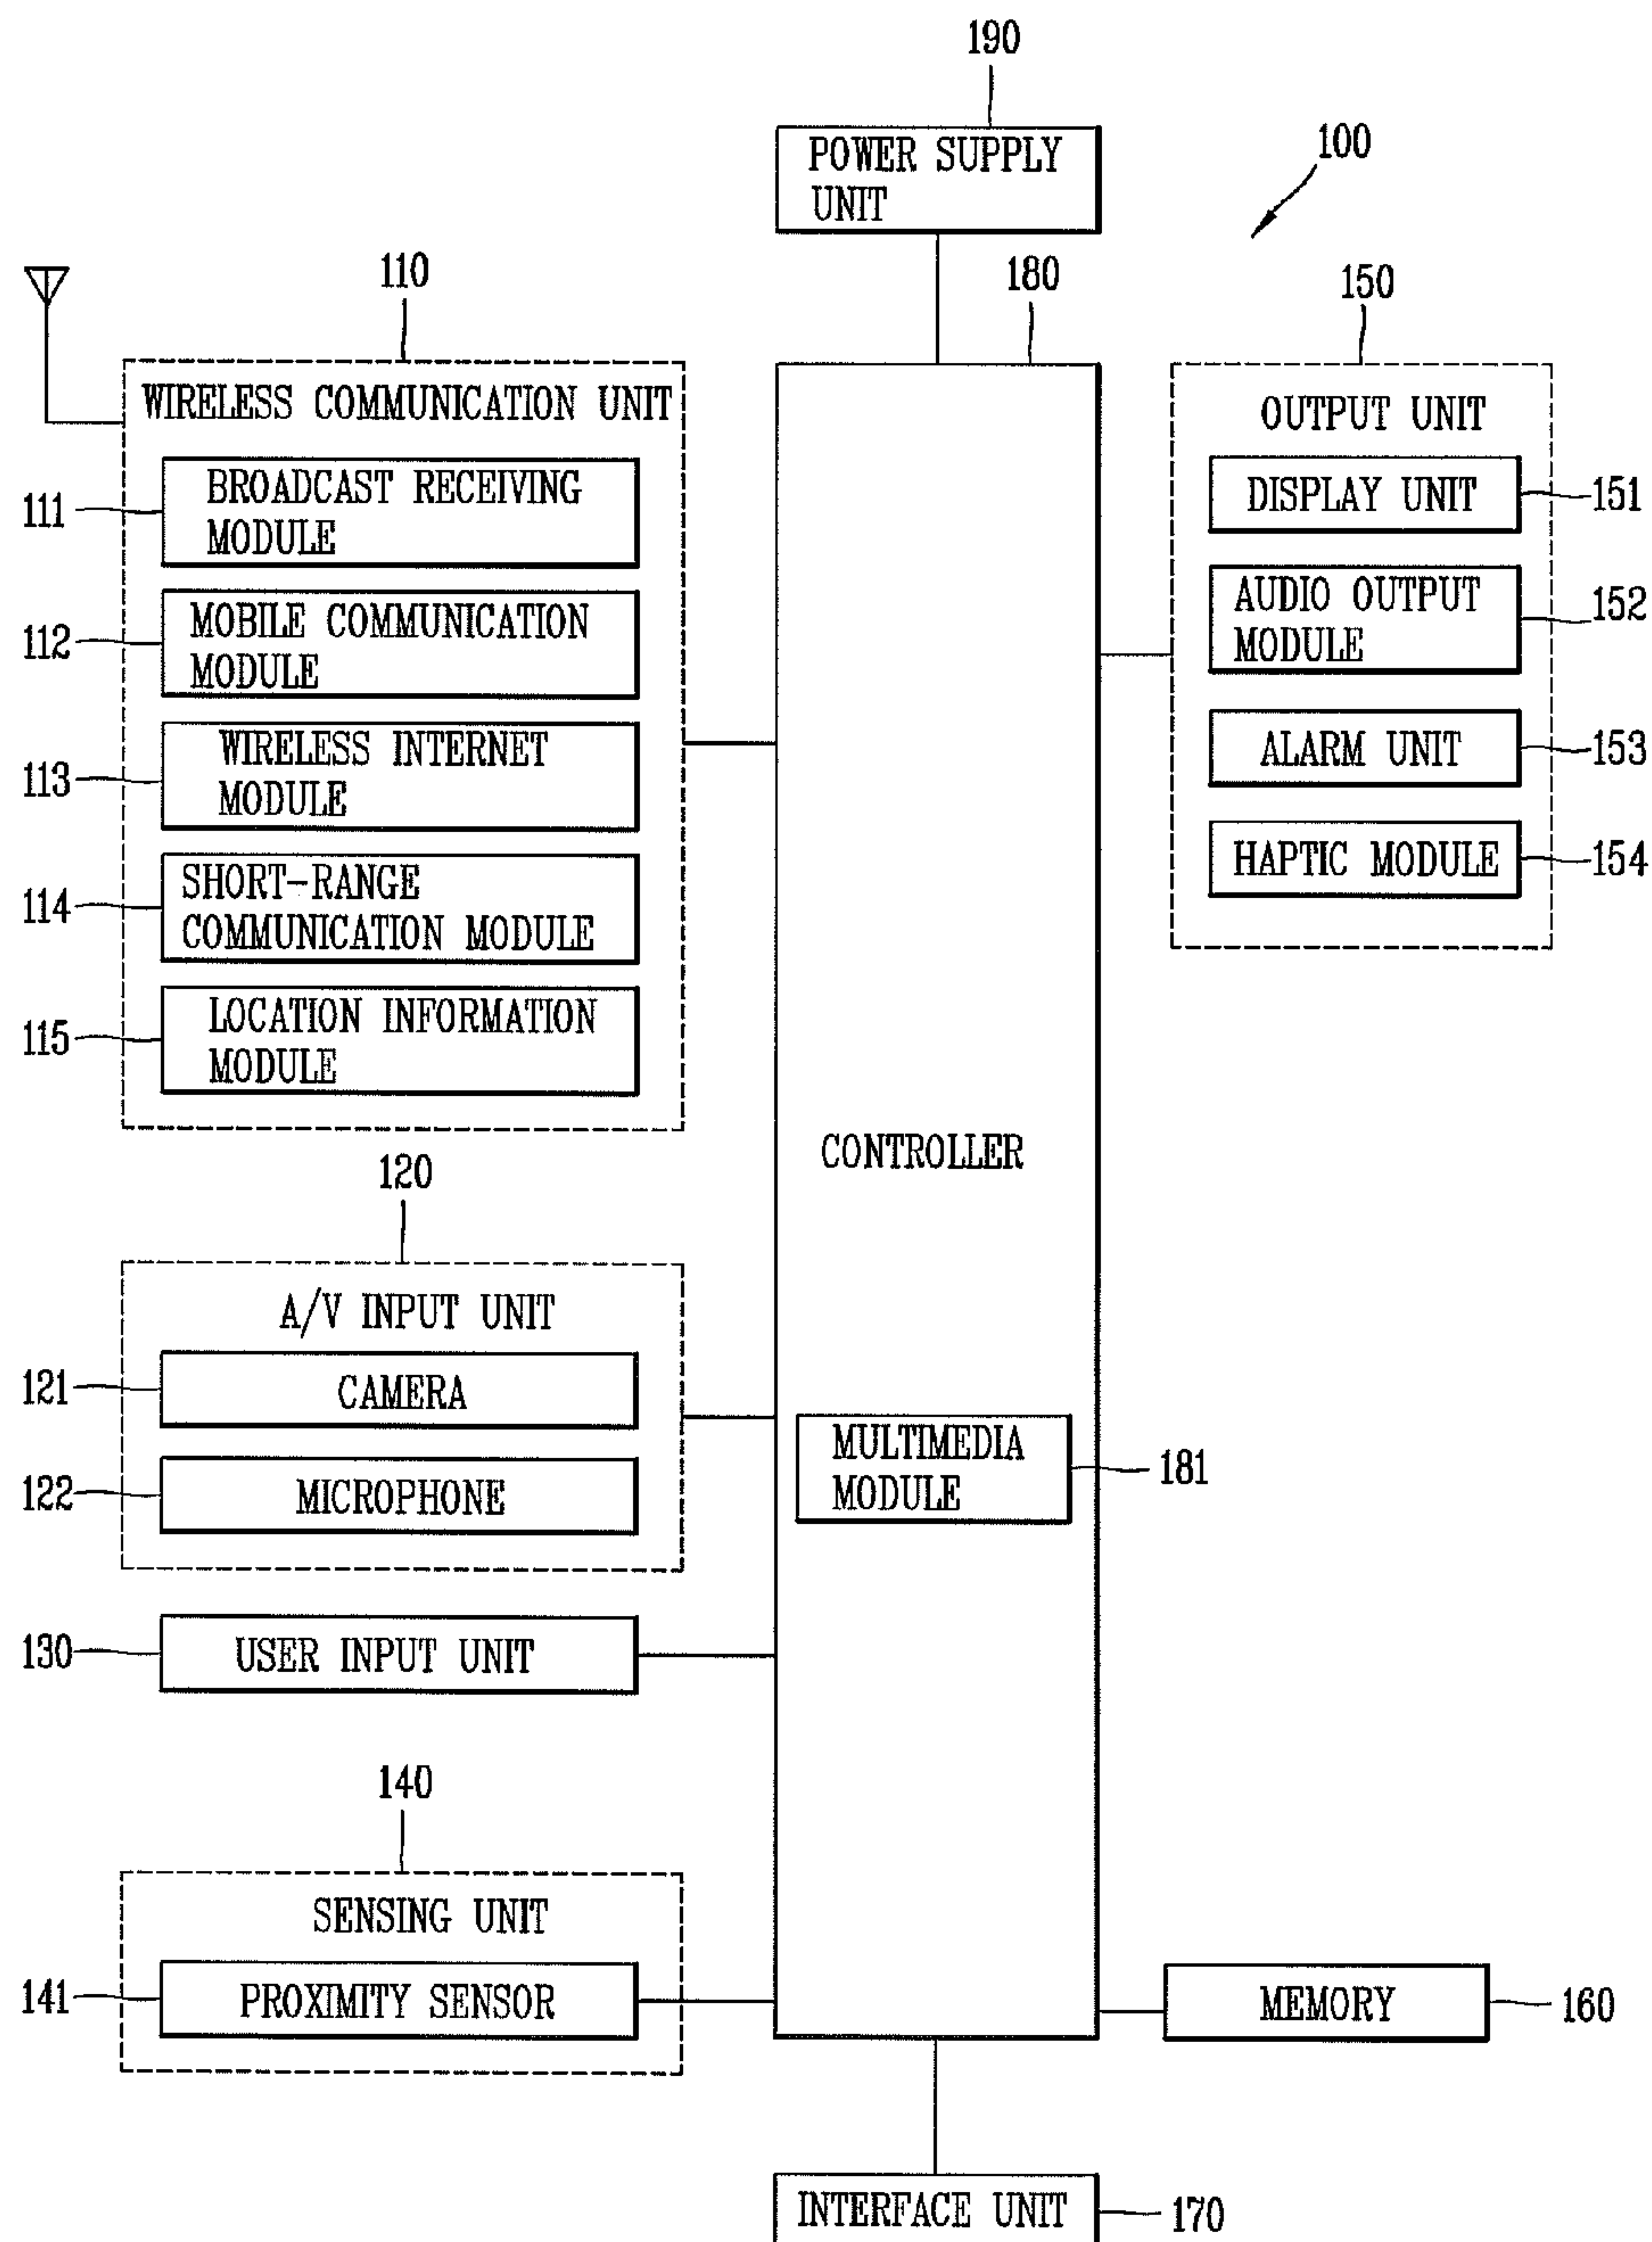 190
POWER SUPPLY
UNIT
100
110
180
150
WIRELESS COMMUNICATION UNIT
111
BROADCAST RECEIVING
MODULE
112
MOBILE COMMUNICATION
MODULE
113
WIRELESS INTERNET
MODULE
114
SHORT-RANGE
COMMUNICATION MODULE
115
LOCATION INFORMATION
MODULE
OUTPUT UNIT
DISPLAY UNIT
151
AUDIO OUTPUT
MODULE
152
ALARM UNIT
153
HAPTIC MODULE
154
CONTROLLER
120
A/V INPUT UNIT
121
CAMERA
122
MICROPHONE
MULTIMEDIA
MODULE
181
130
USER INPUT UNIT
140
SENSING UNIT
141
PROXIMITY SENSOR
MEMORY
160
INTERFACE UNIT
170